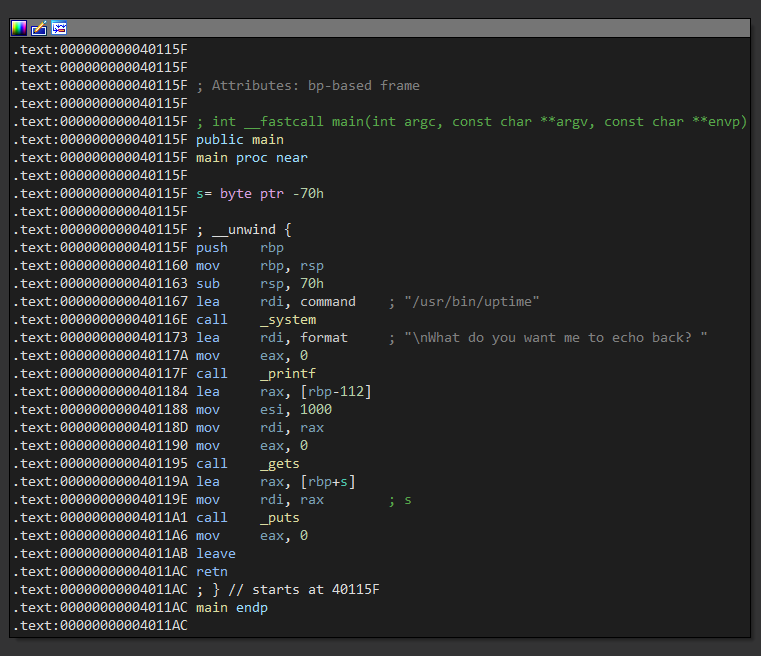 .text:000000000040115F
.text:000000000040115F
.text:000000000040115F ; Attributes: bp-based frame
.text:000000000040115F
.text:000000000040115F ; int __fastcall main(int argc, const char **argv, const char **envp)
.text:000000000040115F public main
.text:000000000040115F main proc near
.text:000000000040115F
.text:000000000040115F s= byte ptr -70h
.text:000000000040115F
.text:000000000040115F ; __unwind {
.text:000000000040115F push    rbp
.text:0000000000401160 mov     rbp, rsp
.text:0000000000401163 sub     rsp, 70h
.text:0000000000401167 lea     rdi, command    ; "/usr/bin/uptime"
.text:000000000040116E call    _system
.text:0000000000401173 lea     rdi, format     ; "\nWhat do you want me to echo back? "
.text:000000000040117A mov     eax, 0
.text:000000000040117F call    _printf
.text:0000000000401184 lea     rax, [rbp-112]
.text:0000000000401188 mov     esi, 1000
.text:000000000040118D mov     rdi, rax
.text:0000000000401190 mov     eax, 0
.text:0000000000401195 call    _gets
.text:000000000040119A lea     rax, [rbp+s]
.text:000000000040119E mov     rdi, rax        ; s
.text:00000000004011A1 call    _puts
.text:00000000004011A6 mov     eax, 0
.text:00000000004011AB leave
.text:00000000004011AC retn
.text:00000000004011AC ; } // starts at 40115F
.text:00000000004011AC main endp
.text:00000000004011AC